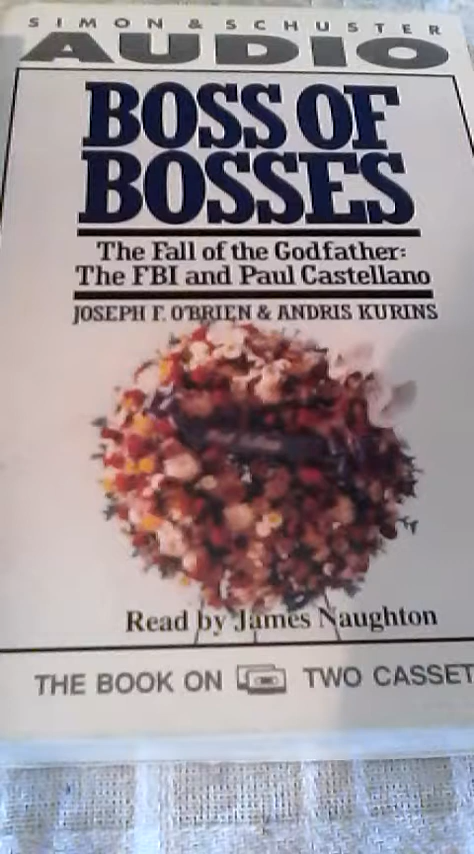 SIMON & SCHUSTER
AUDIO
BOSS OF
BOSSES
The Fall of the Godfather:
The FBI and Paul Castellano
JOSEPH F. O'BRIEN & ANDRIS KURINS
Read by James Naughton
THE BOOK ON TWO CASSET